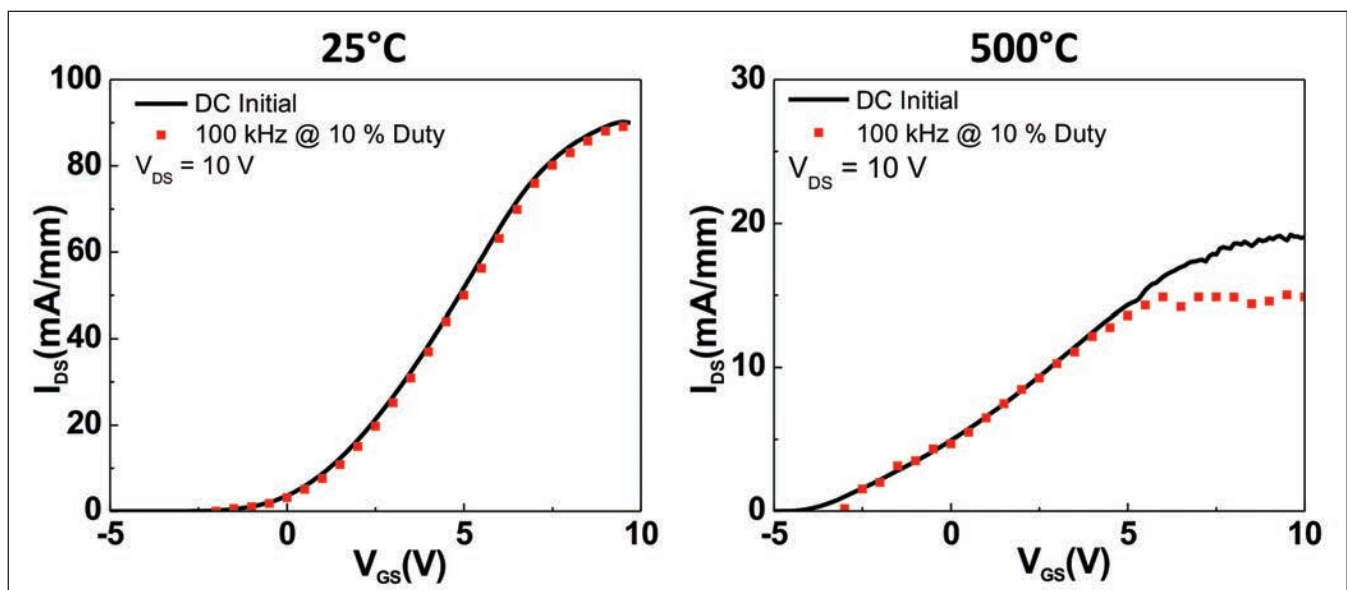 25°C
100
80
60
40
20
0
-5
0
5
10
I_DS(mA/mm)
V_GS(V)
DC Initial
100 kHz @ 10 % Duty
V_DS = 10 V
500°C
30
20
10
0
-5
0
5
10
I_DS(mA/mm)
V_GS(V)
DC Initial
100 kHz @ 10 % Duty
V_DS = 10 V